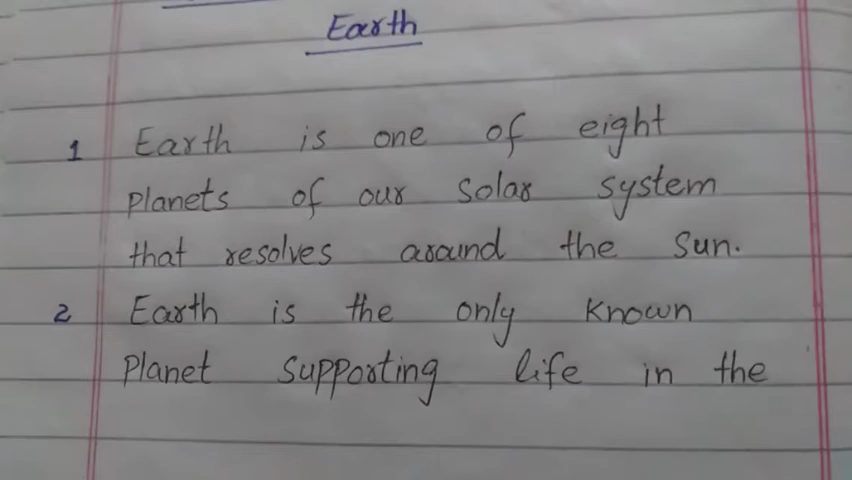 Earth
1 Earth is one of eight
planets of our solar system
that resolves around the sun.
2 Earth is the only known
planet supporting life in the